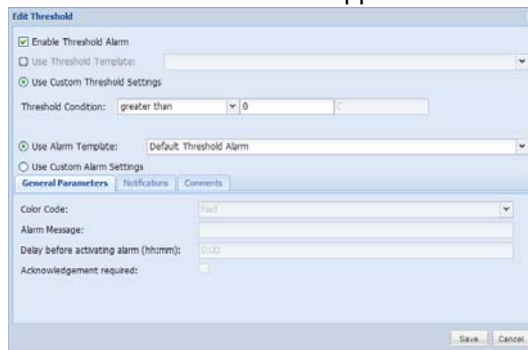 Edit Threshold
Enable Threshold Alarm
Use Threshold Template:
Use Custom Threshold Settings
Threshold Condition: greater than 0 C
Use Alarm Template: Default Threshold Alarm
Use Custom Alarm Settings
General Parameters Notifications Comments
Color Code: Red
Alarm Message:
Delay before activating alarm (hh:mm): 0:00
Acknowledgement required:
Save Cancel